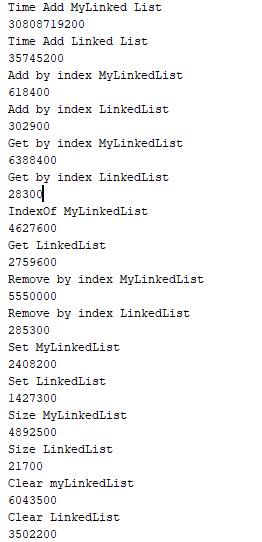 Time Add MyLinked List
30808719200
Time Add Linked List
35745200
Add by index MyLinkedList
618400
Add by index LinkedList
302900
Get by index MyLinkedList
6388400
Get by index LinkedList
28300
IndexOf MyLinkedList
4627600
Get LinkedList
2759600
Remove by index MyLinkedList
5550000
Remove by index LinkedList
285300
Set MyLinkedList
2408200
Set LinkedList
1427300
Size MyLinkedList
4892500
Size LinkedList
21700
Clear myLinkedList
6043500
Clear LinkedList
3502200